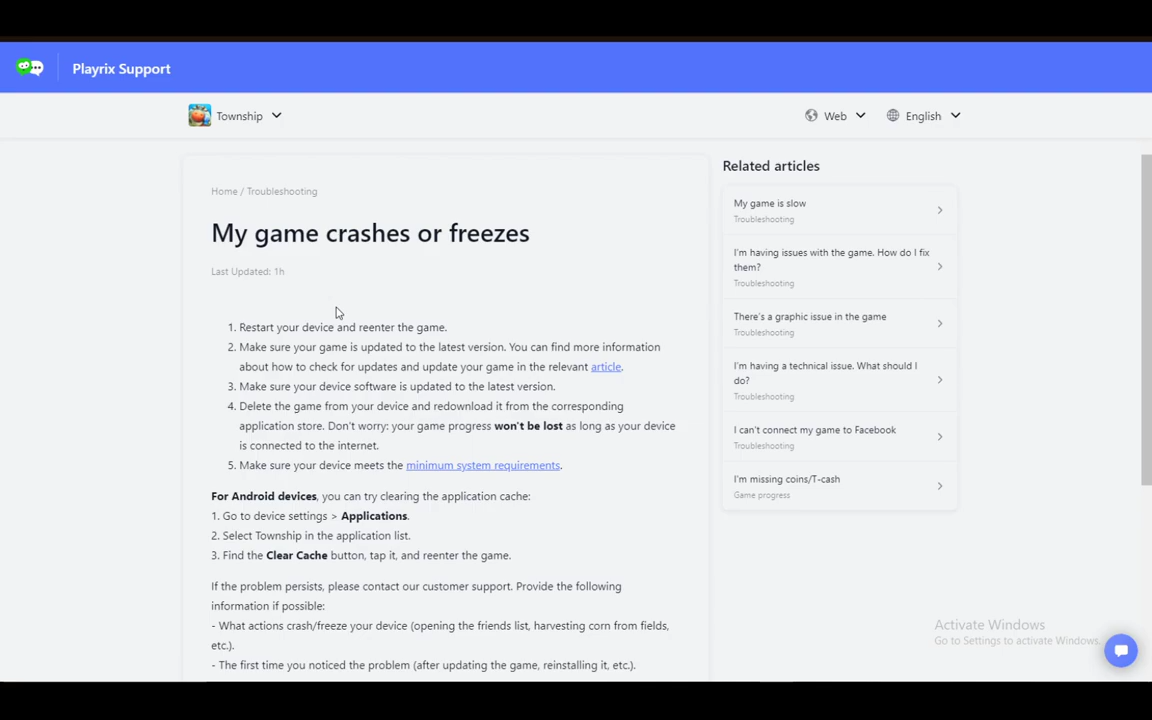 Playrix Support
Township
Web
English
Home / Troubleshooting
My game crashes or freezes
Last Updated: 1h
1. Restart your device and reenter the game.
2. Make sure your game is updated to the latest version. You can find more information
about how to check for updates and update your game in the relevant article.
3. Make sure your device software is updated to the latest version.
4. Delete the game from your device and redownload it from the corresponding
application store. Don't worry: your game progress won't be lost as long as your device
is connected to the internet.
5. Make sure your device meets the minimum system requirements.
For Android devices, you can try clearing the application cache:
1. Go to device settings > Applications.
2. Select Township in the application list.
3. Find the Clear Cache button, tap it, and reenter the game.
If the problem persists, please contact our customer support. Provide the following
information if possible:
- What actions crash/freeze your device (opening the friends list, harvesting corn from fields,
etc.).
- The first time you noticed the problem (after updating the game, reinstalling it, etc.).
Related articles
My game is slow
Troubleshooting
I'm having issues with the game. How do I fix
them?
Troubleshooting
There's a graphic issue in the game
Troubleshooting
I'm having a technical issue. What should I
do?
Troubleshooting
I can't connect my game to Facebook
Troubleshooting
I'm missing coins/T-cash
Game progress
Activate Windows
Go to Settings to activate Windows.